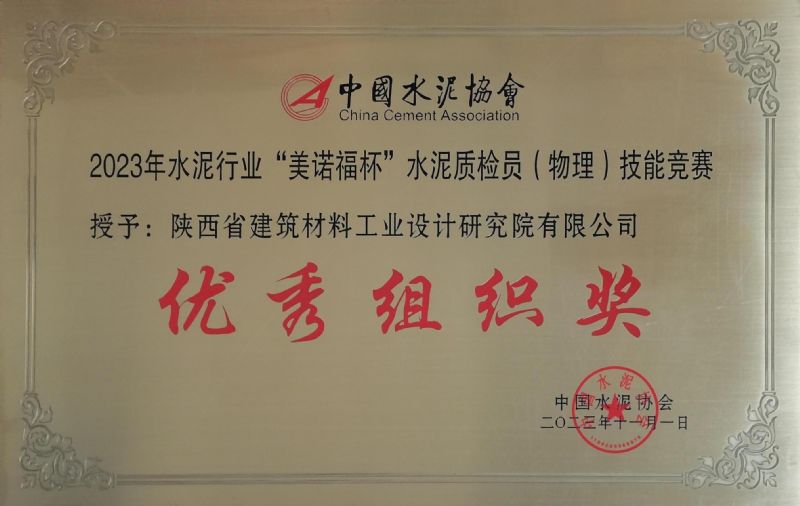 中國水泥協會
China Cement Association
2023年水泥行业“美诺福杯”水泥质检员（物理）技能竞赛
授予：陕西省建筑材料工业设计研究院有限公司
优秀组织奖
中国水泥协会
二〇二三年十一月一日